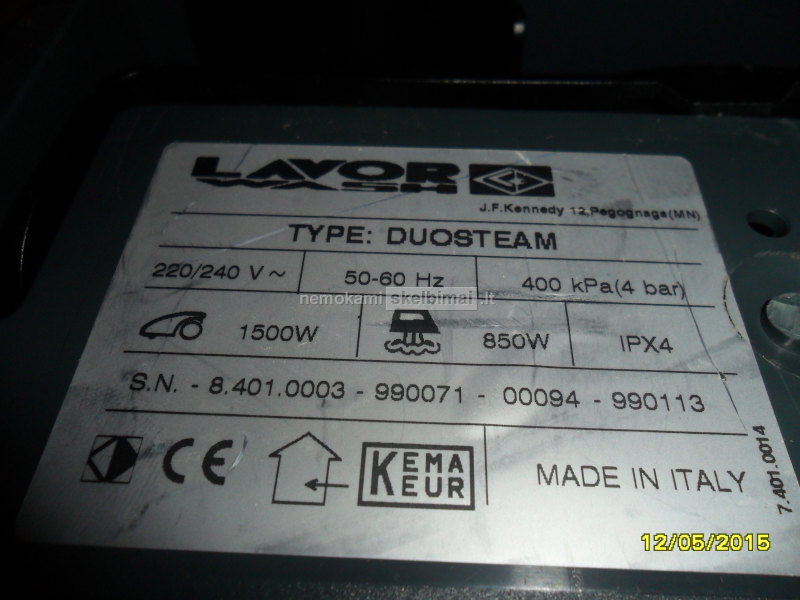 LAVOR
WASH
J.F.Kennedy 12,Pegognaga(MN)
TYPE: DUOSTEAM
220/240 V~ 50-60 Hz 400 kPa(4 bar)
nemokami skelbimai.lt
1500W 850W IPX4
S.N. - 8.401.0003 - 990071 - 00094 - 990113
CE KEMA
KEUR MADE IN ITALY
7.401.0014
12/05/2015